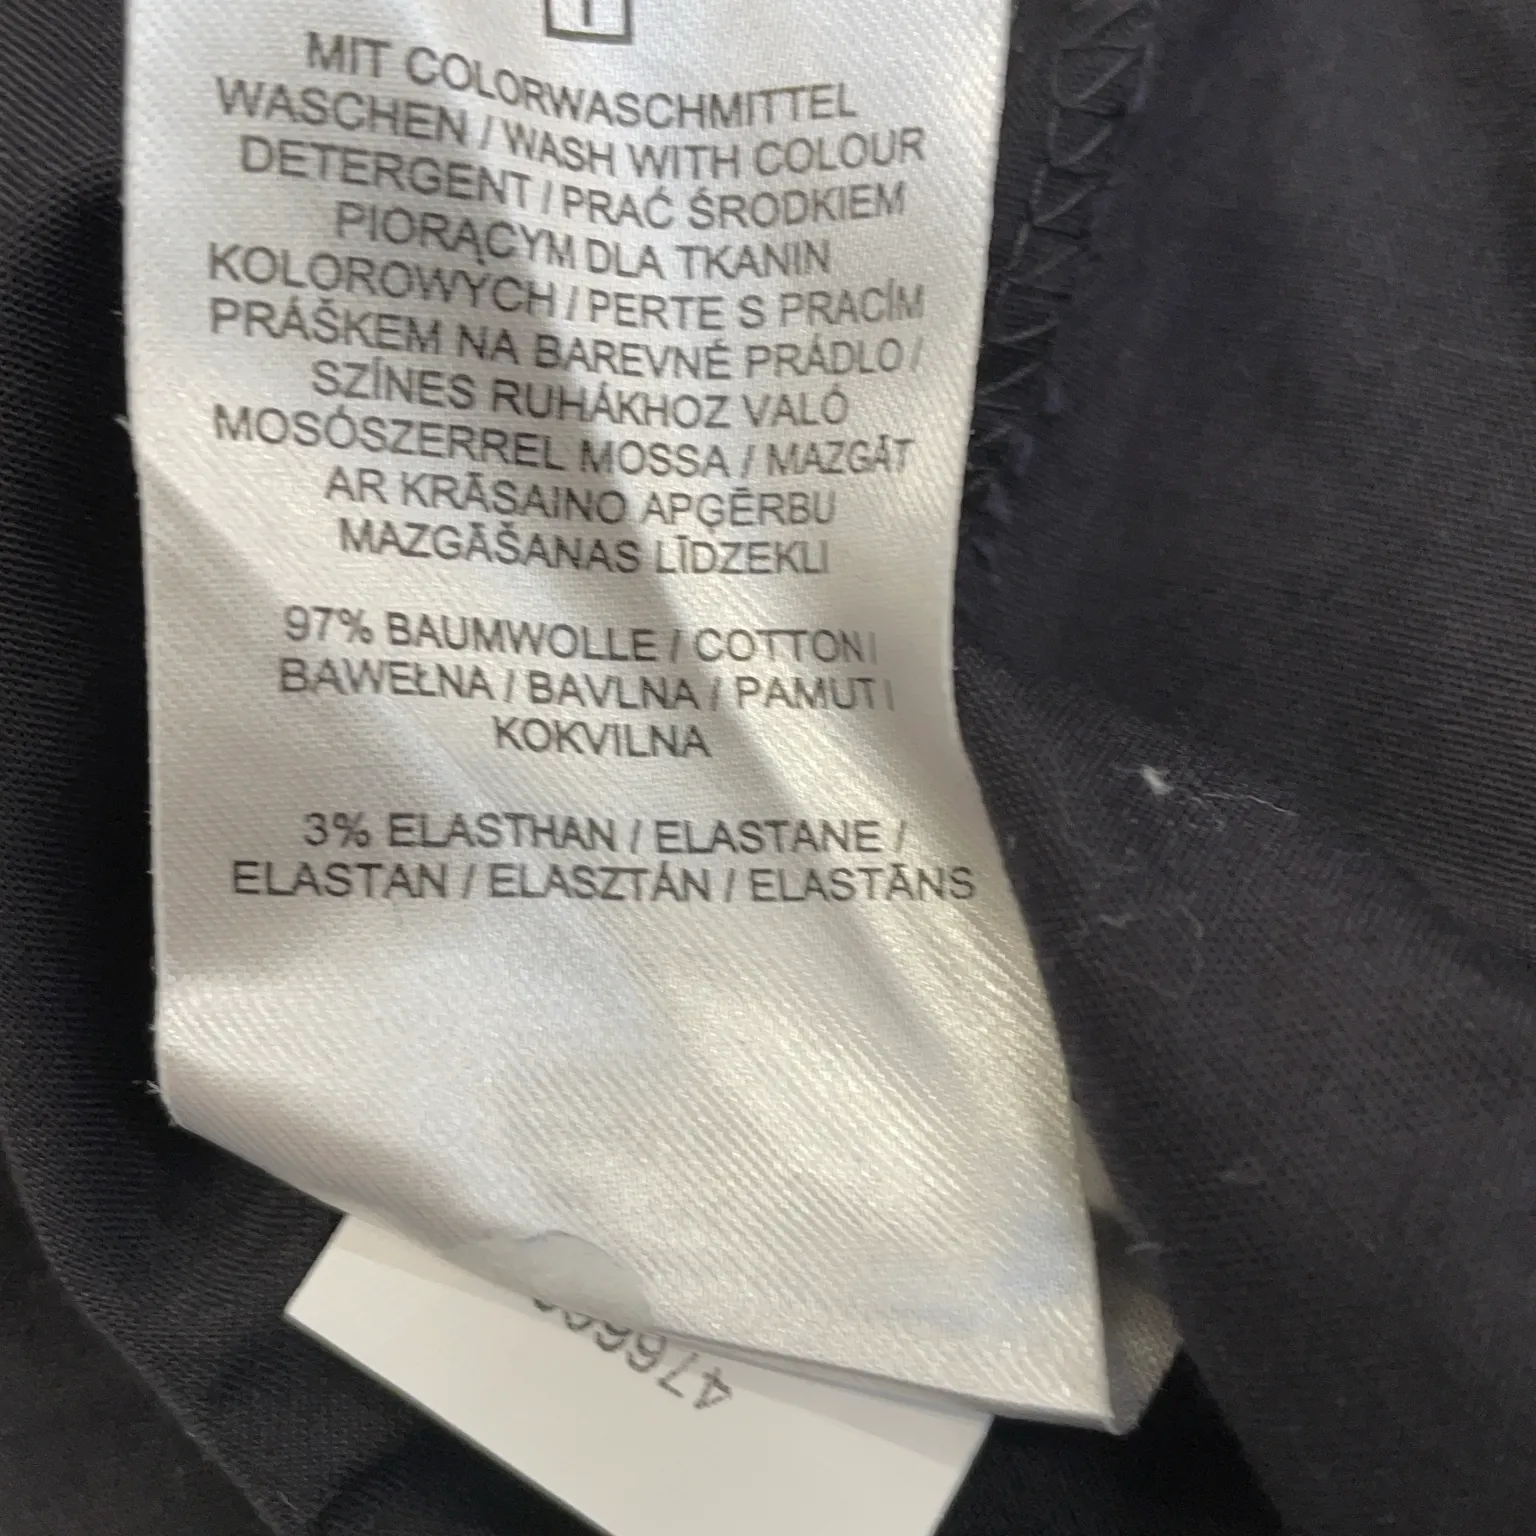 MIT COLORWASCHMITTEL
WASCHEN / WASH WITH COLOUR
DETERGENT / PRAĆ ŚRODKIEM
PIORĄCYM DLA TKANIN
KOLOROWYCH / PERTE S PRACÍM
PRÁŠKEM NA BAREVNÉ PRÁDLO /
SZÍNES RUHÁKHOZ VALÓ
MOSÓSZERREL MOSSA / MAZGĀT
AR KRĀSAINO APĢĒRBU
MAZGĀŠANAS LĪDZEKLI
97% BAUMWOLLE / COTTON /
BAWEŁNA / BAVLNA / PAMUT /
KOKVILNA
3% ELASTHAN / ELASTANE /
ELASTAN / ELASZTÁN / ELASTĀNS